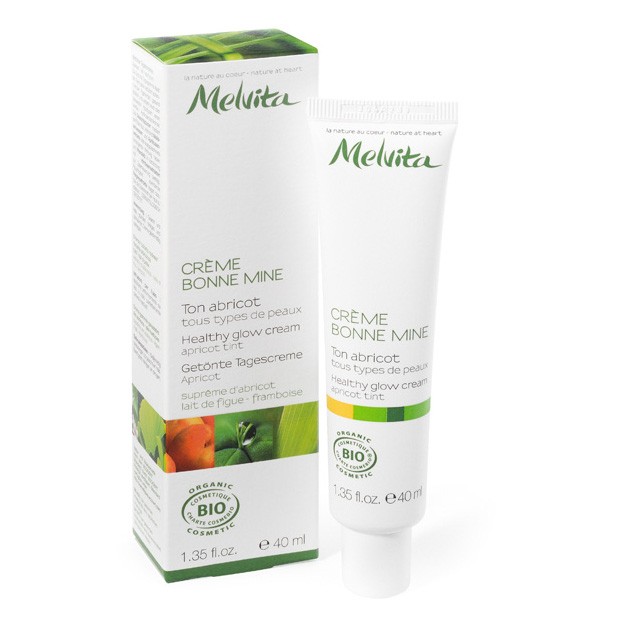 la nature au coeur - nature at heart
Melvita
CRÈME
BONNE MINE
Ton abricot
tous types de peaux
Healthy glow cream
apricot tint
Getönte Tagescreme
Apricot
suprême d'abricot
lait de figue - framboise
ORGANIC
COSMETIQUE
BIO
CHARTE COSMEBIO
COSMETIC
1.35 fl.oz. e 40 ml
la nature au coeur - nature at heart
Melvita
CRÈME
BONNE MINE
Ton abricot
tous types de peaux
Healthy glow cream
apricot tint
ORGANIC
COSMETIQUE
BIO
CHARTE COSMEBIO
COSMETIC
1.35 fl.oz. e 40 ml